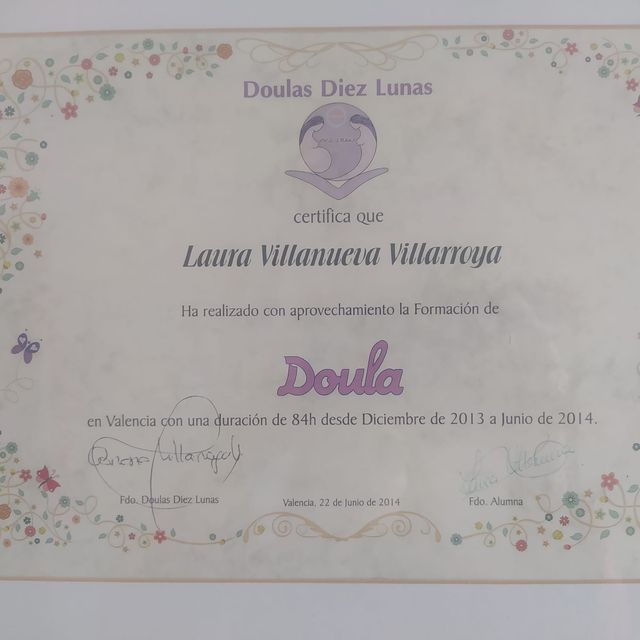 Doulas Diez Lunas
certifica que
Laura Villanueva Villarroya
Ha realizado con aprovechamiento la Formación de
Doula
en Valencia con una duración de 84h desde Diciembre de 2013 a Junio de 2014.
Laura Villanueva
Fdo. Doulas Diez Lunas
Valencia, 22 de Junio de 2014
Fdo. Alumna